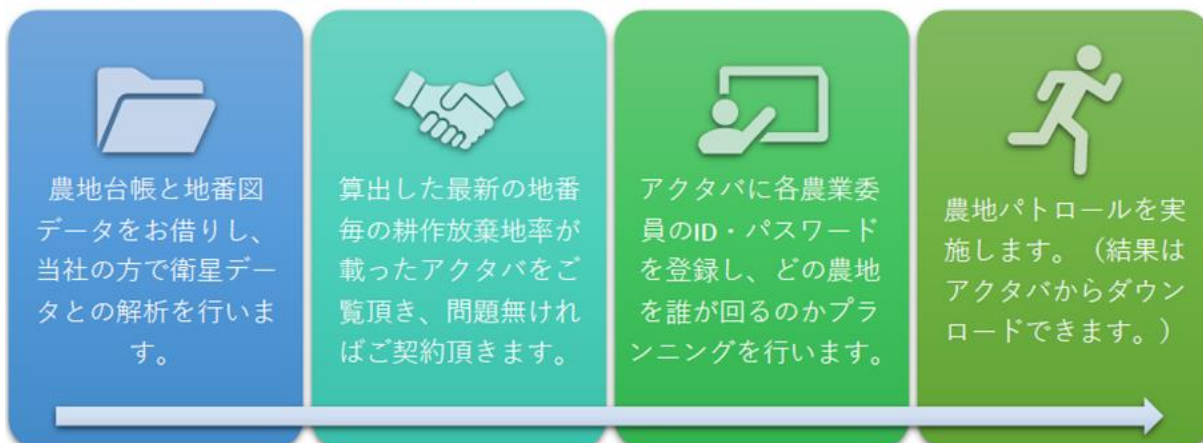 農地台帳と地番図
データをお借りし、
当社の方で衛星デー
タとの解析を行いま
す。
算出した最新の地番
毎の耕作放棄地率が
載ったアクタバをご
覧頂き、問題無けれ
ばご契約頂きます。
アクタバに各農業委
員のID・パスワード
を登録し、どの農地
を誰が回るのかプラ
ンニングを行います。
農地パトロールを実
施します。（結果は
アクタバからダウン
ロードできます。）